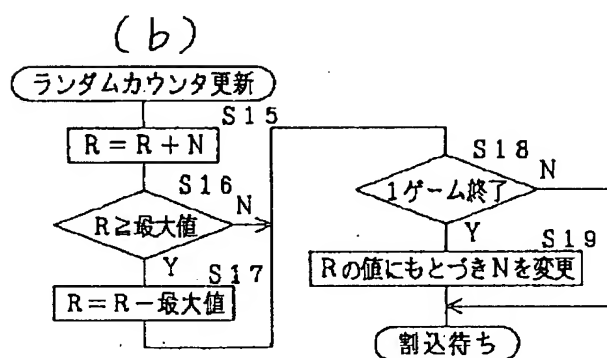 (b)
ランダムカウンタ更新
S15
R=R+N
S16
R≧最大値
N
Y
S17
R=R-最大値
S18
1ゲーム終了
N
Y
S19
Rの値にもとづきNを変更
割込待ち